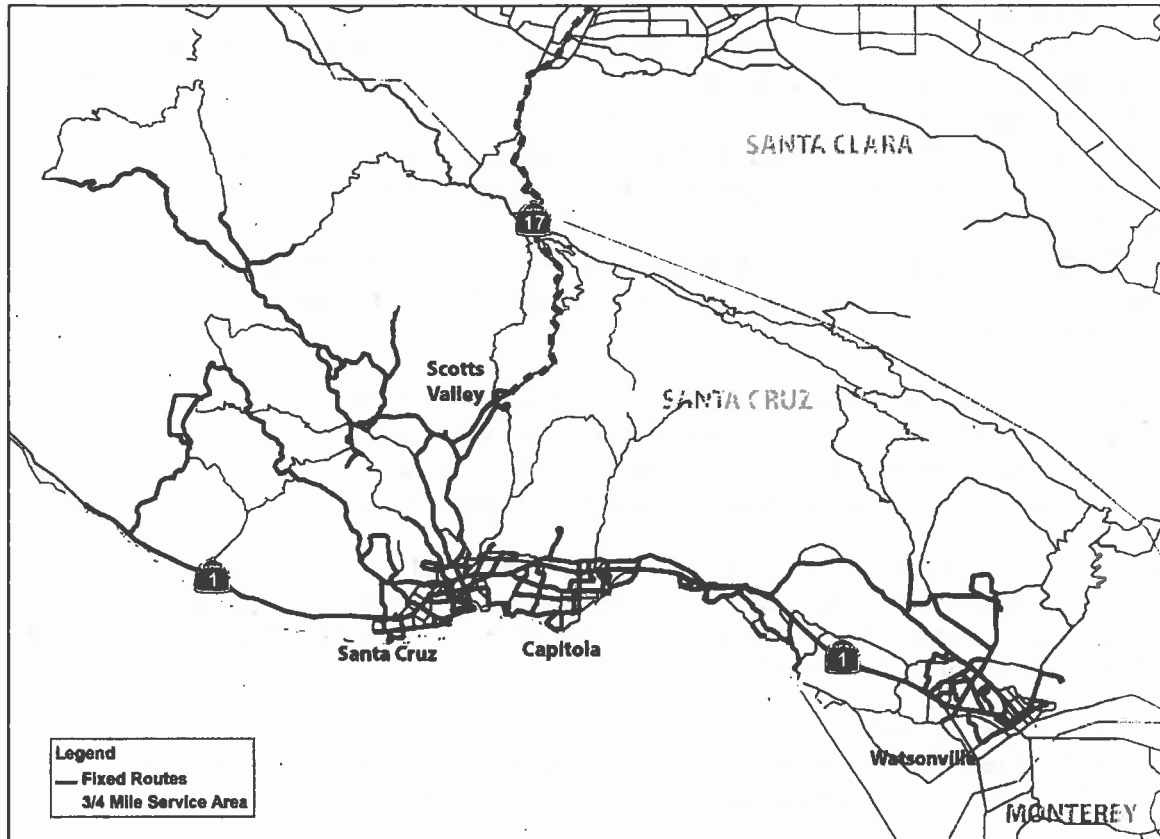 SANTA CLARA
17
Scotts
Valley
SANTA CRUZ
1
Santa Cruz
Capitola
1
Watsonville
Legend
Fixed Routes
3/4 Mile Service Area
MONTEREY